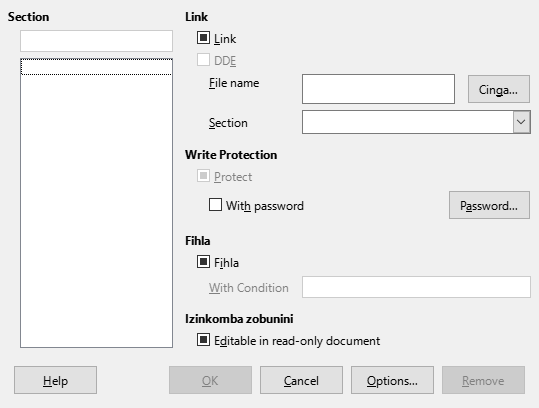 Section
Link
Link
DDE
File name
Cinga...
Section
Write Protection
Protect
With password
Password...
Fihla
Fihla
With Condition
Izinkomba zobunini
Editable in read-only document
Help
OK
Cancel
Options...
Remove